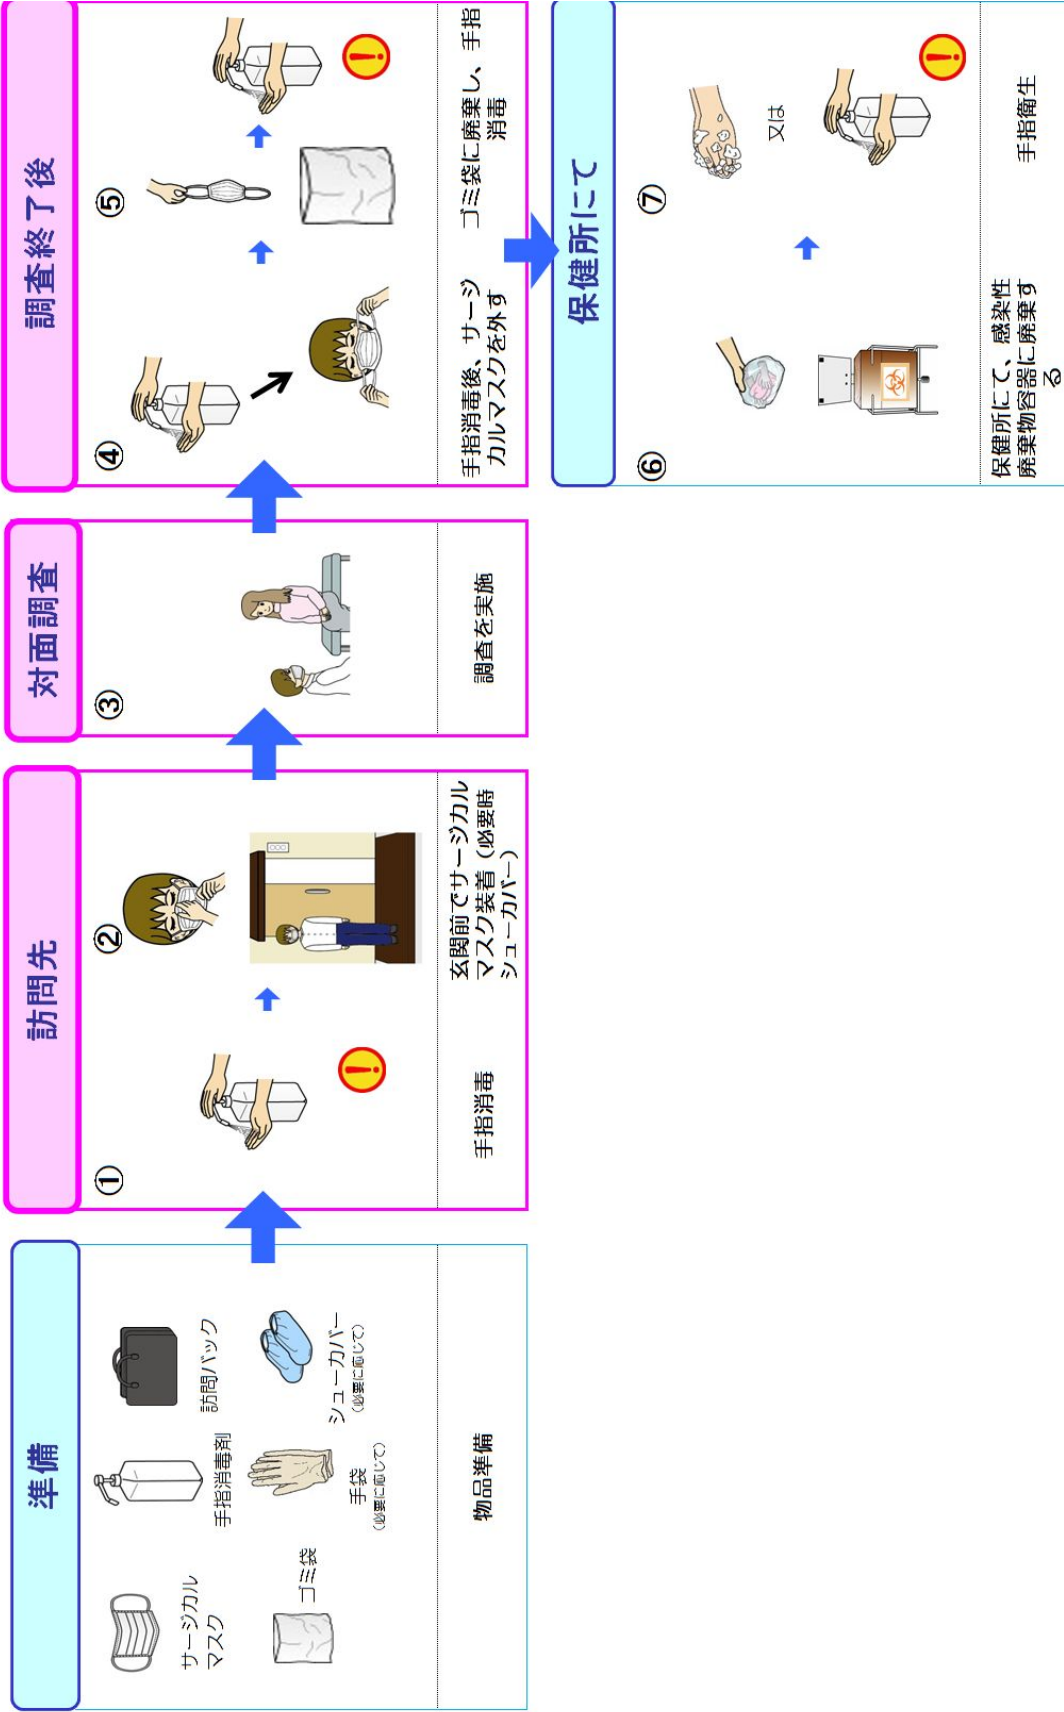 準備
サージカル
マスク
手指消毒剤
訪問バック
ゴミ袋
手袋
(必要に応じて)
シューカバー
(必要に応じて)
物品準備
訪問先
①
手指消毒
②
玄関前でサージカル
マスク装着（必要時
シューカバー）
対面調査
③
調査を実施
調査終了後
④
手指消毒後、サージ
カルマスクを外す
⑤
ゴミ袋に廃棄し、手指
消毒
保健所にて
⑥
保健所にて、感染性
廃棄物容器に廃棄す
る
⑦
又は
手指衛生